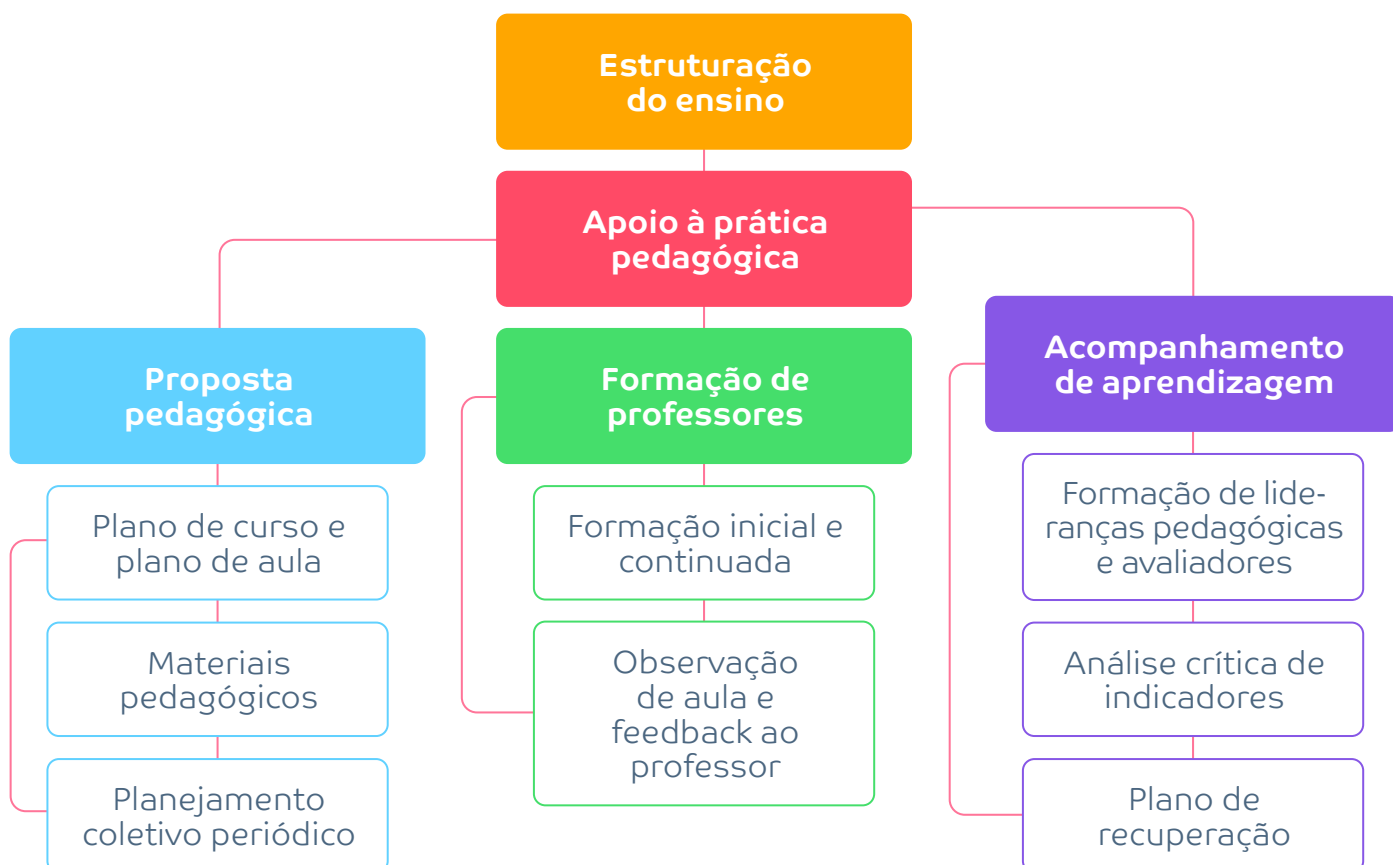 Estruturação
do ensino
Apoio à prática
pedagógica
Proposta
pedagógica
Plano de curso e
plano de aula
Materiais
pedagógicos
Planejamento
coletivo periódico
Formação de
professores
Formação inicial e
continuada
Observação
de aula e
feedback ao
professor
Acompanhamento
de aprendizagem
Formação de lide-
ranças pedagógicas
e avaliadores
Análise crítica de
indicadores
Plano de
recuperação